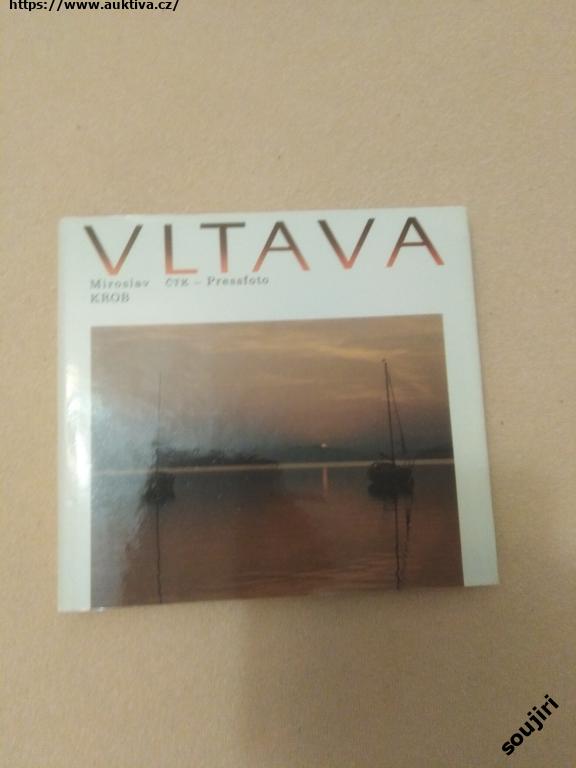 https://www.auktiva.cz/
VLTAVA
Miroslav ČTK – Pressfoto
KROB
soujiri